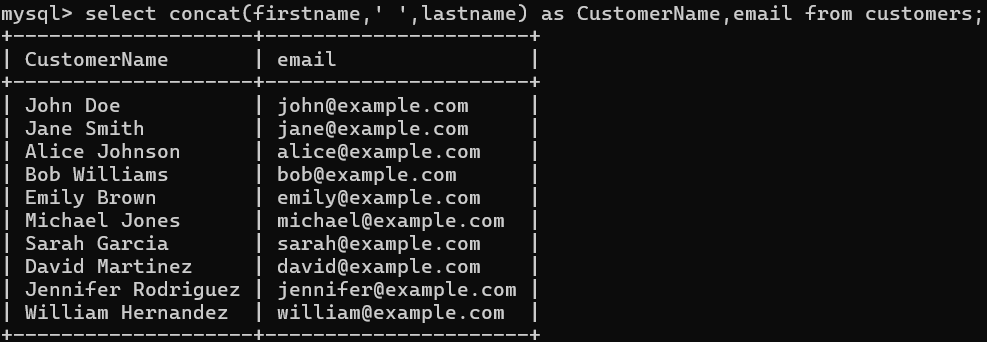 mysql> select concat(firstname,' ',lastname) as CustomerName,email from customers;
+--------------------+----------------------+
| CustomerName       | email                |
+--------------------+----------------------+
| John Doe           | john@example.com     |
| Jane Smith         | jane@example.com     |
| Alice Johnson      | alice@example.com    |
| Bob Williams       | bob@example.com      |
| Emily Brown        | emily@example.com    |
| Michael Jones      | michael@example.com  |
| Sarah Garcia       | sarah@example.com    |
| David Martinez     | david@example.com    |
| Jennifer Rodriguez | jennifer@example.com |
| William Hernandez  | william@example.com  |
+--------------------+----------------------+